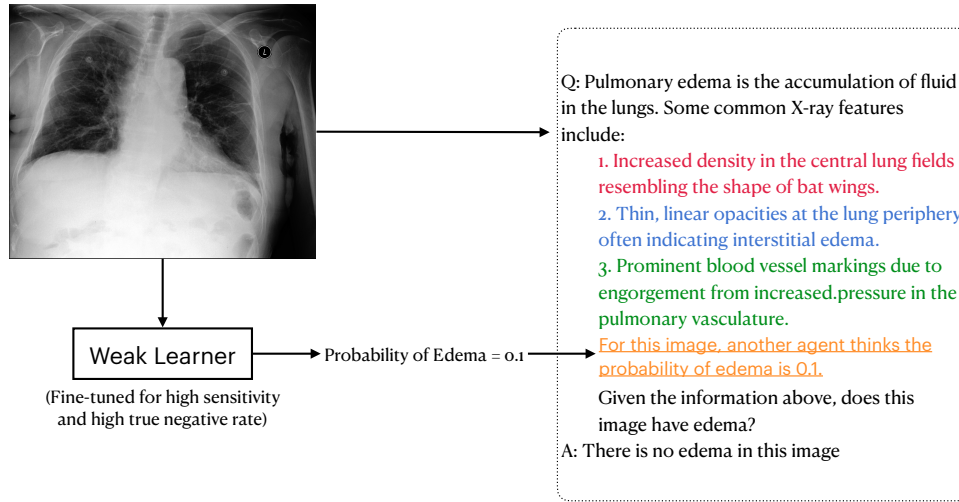 L
Q: Pulmonary edema is the accumulation of fluid
in the lungs. Some common X-ray features
include:
1. Increased density in the central lung fields
resembling the shape of bat wings.
2. Thin, linear opacities at the lung periphery
often indicating interstitial edema.
3. Prominent blood vessel markings due to
engorgement from increased.pressure in the
pulmonary vasculature.
For this image, another agent thinks the
probability of edema is 0.1.
Given the information above, does this
image have edema?
A: There is no edema in this image
Weak Learner
(Fine-tuned for high sensitivity
and high true negative rate)
Probability of Edema = 0.1